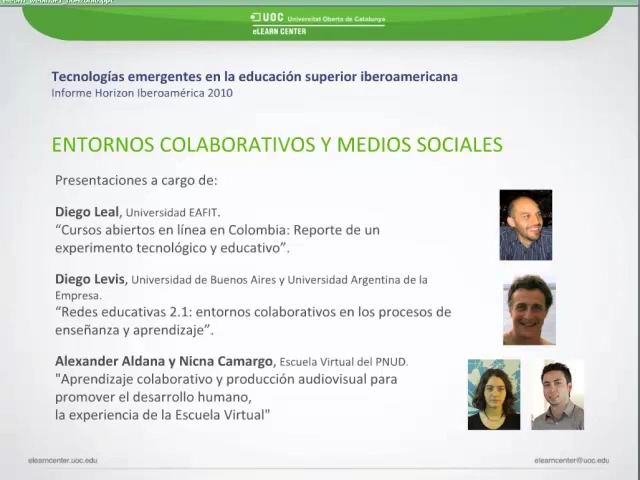 UOC Universitat Oberta de Catalunya
eLEARN CENTER
Tecnologías emergentes en la educación superior iberoamericana
Informe Horizon Iberoamérica 2010
ENTORNOS COLABORATIVOS Y MEDIOS SOCIALES
Presentaciones a cargo de:
Diego Leal, Universidad EAFIT.
“Cursos abiertos en línea en Colombia: Reporte de un
experimento tecnológico y educativo”.
Diego Levis, Universidad de Buenos Aires y Universidad Argentina de la
Empresa.
“Redes educativas 2.1: entornos colaborativos en los procesos de
enseñanza y aprendizaje”.
Alexander Aldana y Nicna Camargo, Escuela Virtual del PNUD.
"Aprendizaje colaborativo y producción audiovisual para
promover el desarrollo humano,
la experiencia de la Escuela Virtual"
elearncenter.uoc.edu
elearncenter@uoc.edu